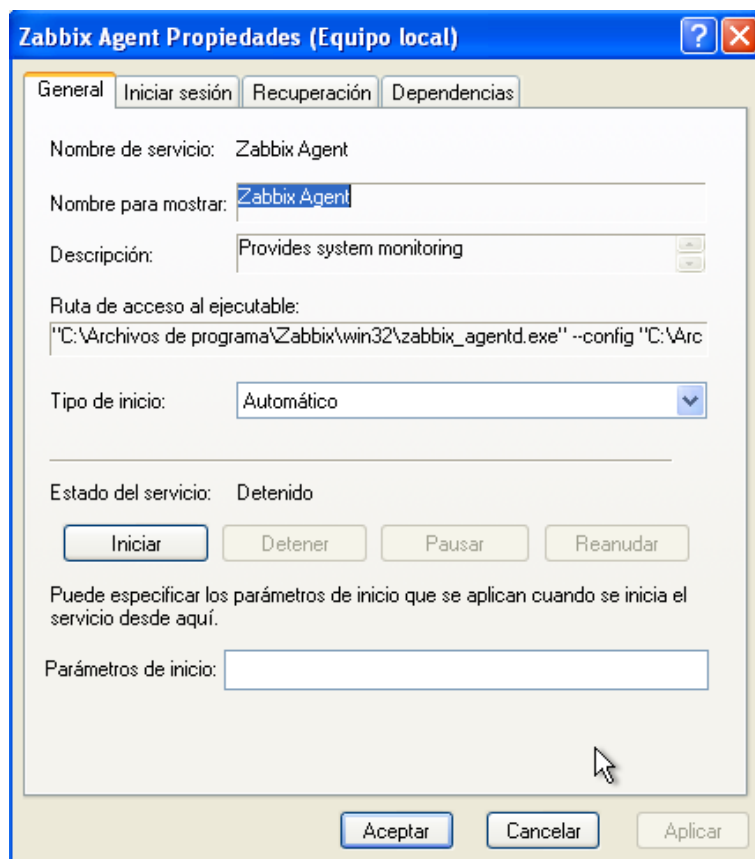 Zabbix Agent Propiedades (Equipo local)
General Iniciar sesión Recuperación Dependencias
Nombre de servicio: Zabbix Agent
Nombre para mostrar: Zabbix Agent
Descripción: Provides system monitoring
Ruta de acceso al ejecutable:
"C:\Archivos de programa\Zabbix\win32\zabbix_agentd.exe" --config "C:\Arc
Tipo de inicio: Automático
Estado del servicio: Detenido
Iniciar Detener Pausar Reanudar
Puede especificar los parámetros de inicio que se aplican cuando se inicia el
servicio desde aquí.
Parámetros de inicio:
Aceptar Cancelar Aplicar